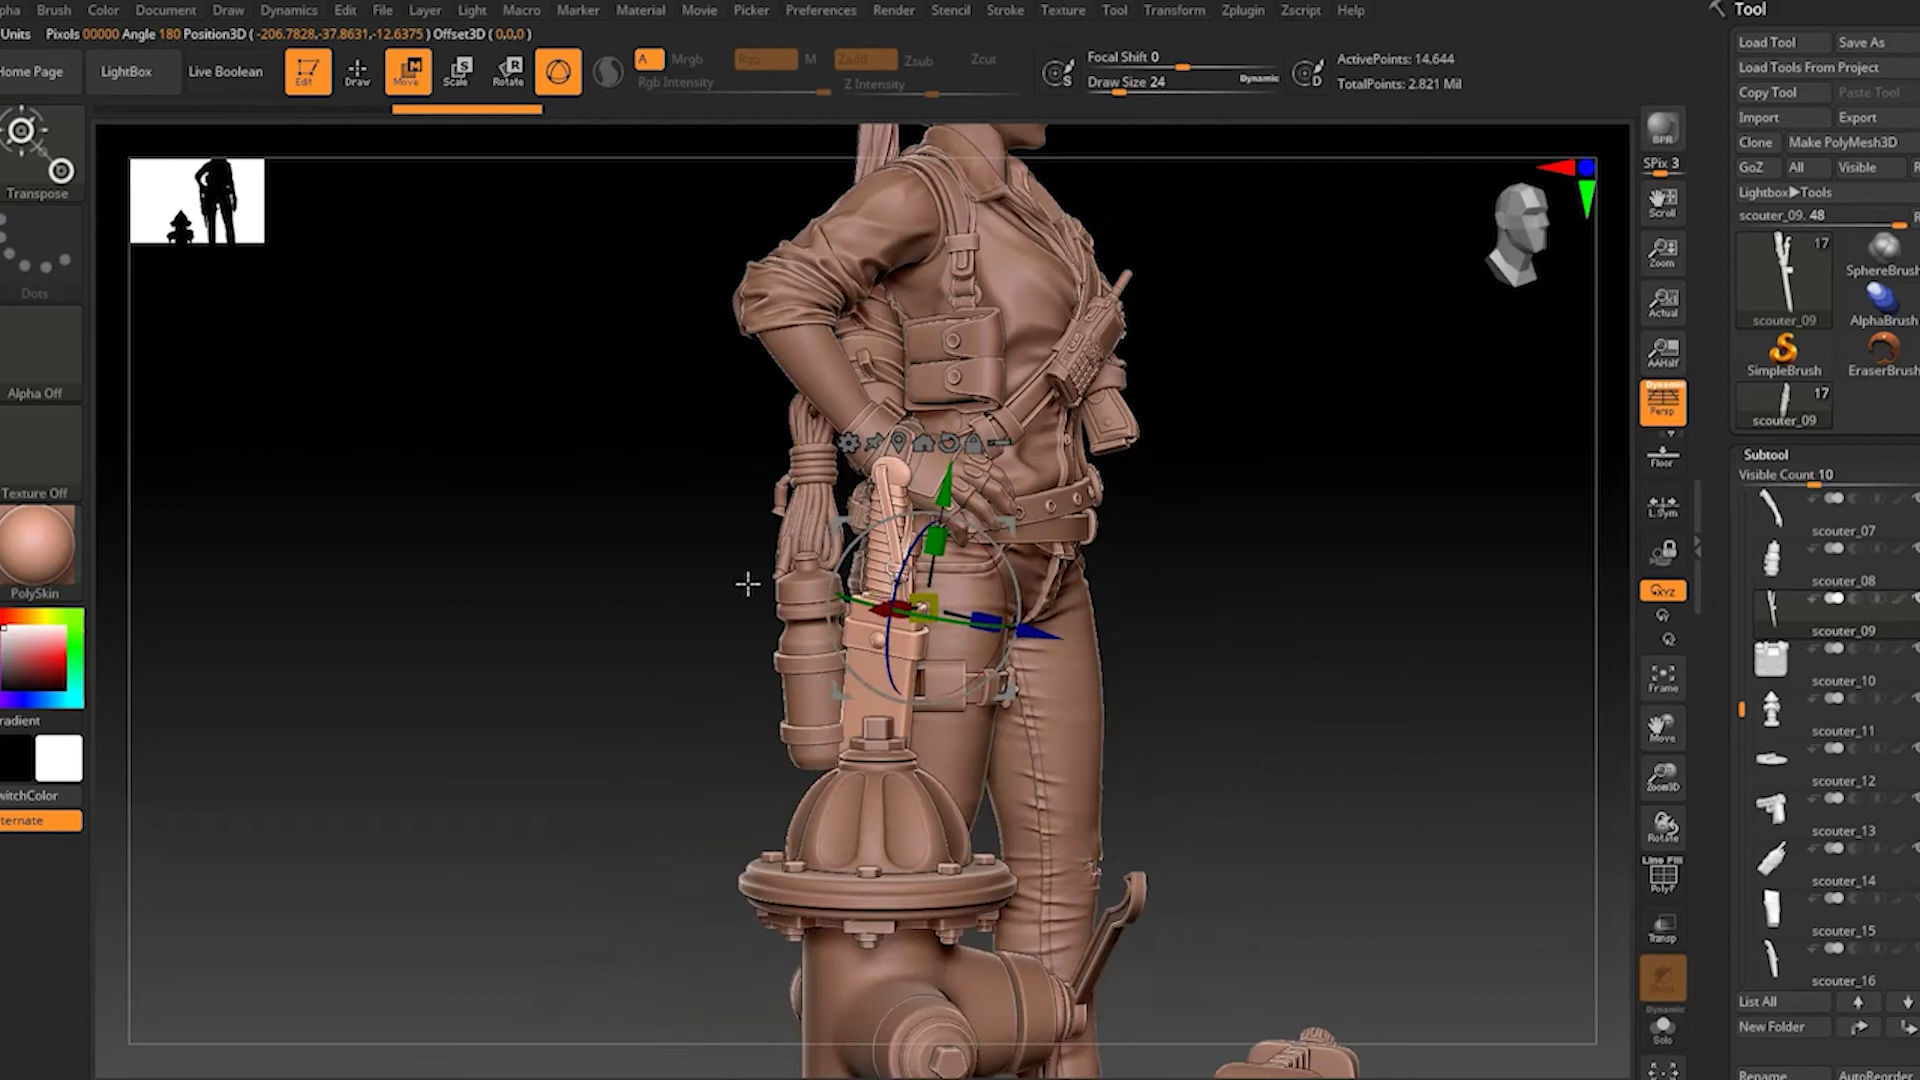 pha Brush Color Document Draw Dynamics Edit File Layer Light Macro Marker Material Movie Picker Preferences Render Stencil Stroke Texture Tool Transform Zplugin Zscript Help
Tool
Units Pixols 00000 Angle 180 Position3D ( -206.7828,-37.8631,-12.6375 ) Offset3D ( 0,0,0 )
Home Page
LightBox
Live Boolean
Edit
Draw
Move
Scale
Rotate
A
Mrgb
Rgb
M
Zadd
Zsub
Zcut
Rgb Intensity
Z Intensity
Focal Shift 0
Draw Size 24
Dynamic
ActivePoints: 14,644
TotalPoints: 2.821 Mil
Transpose
Dots
Alpha Off
Texture Off
PolySkin
radient
witchColor
ternate
BPR
SPix 3
Scroll
Zoom
Actual
AAHalf
Dynamic
Persp
Floor
L.Sym
XYZ
Frame
Move
Zoom3D
Rotate
Line Fill
PolyF
Transp
Ghost
Dynamic
Solo
Load Tool Save As
Load Tools From Project
Copy Tool Paste Tool
Import Export
Clone Make PolyMesh3D
GoZ All Visible R
Lightbox▶Tools
scouter_09. 48 R
17
scouter_09
SphereBrush
AlphaBrush
SimpleBrush
EraserBrush
17
scouter_09
Subtool
Visible Count 10
scouter_07
scouter_08
scouter_09
scouter_10
scouter_11
scouter_12
scouter_13
scouter_14
scouter_15
scouter_16
List All
New Folder
Rename AutoReorder